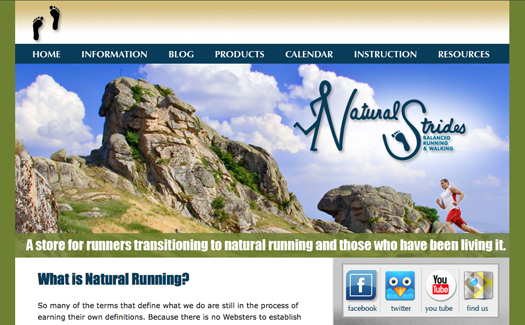 HOME INFORMATION BLOG PRODUCTS CALENDAR INSTRUCTION RESOURCES
Natural Strides
BALANCED
RUNNING
& WALKING
A store for runners transitioning to natural running and those who have been living it.
What is Natural Running?
So many of the terms that define what we do are still in the process of
earning their own definitions. Because there is no Websters to establish
You
Tube
facebook twitter you tube find us